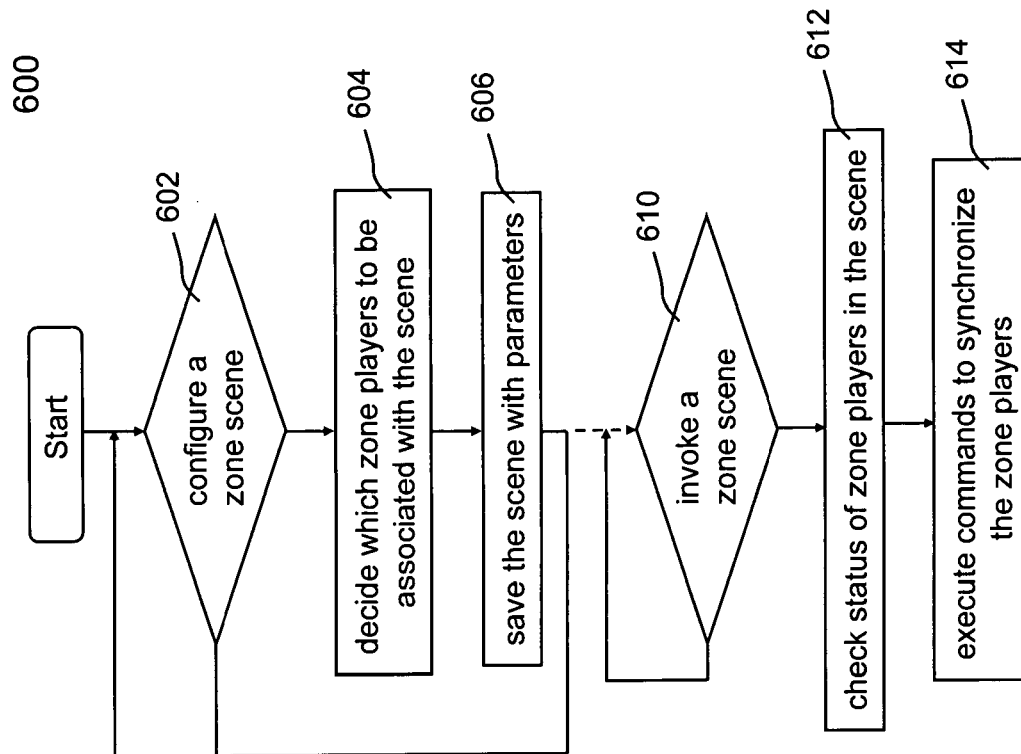 600
Start
configure a
zone scene
602
decide which zone players to be
associated with the scene
604
save the scene with parameters
606
invoke a
zone scene
610
check status of zone players in the scene
612
execute commands to synchronize
the zone players
614